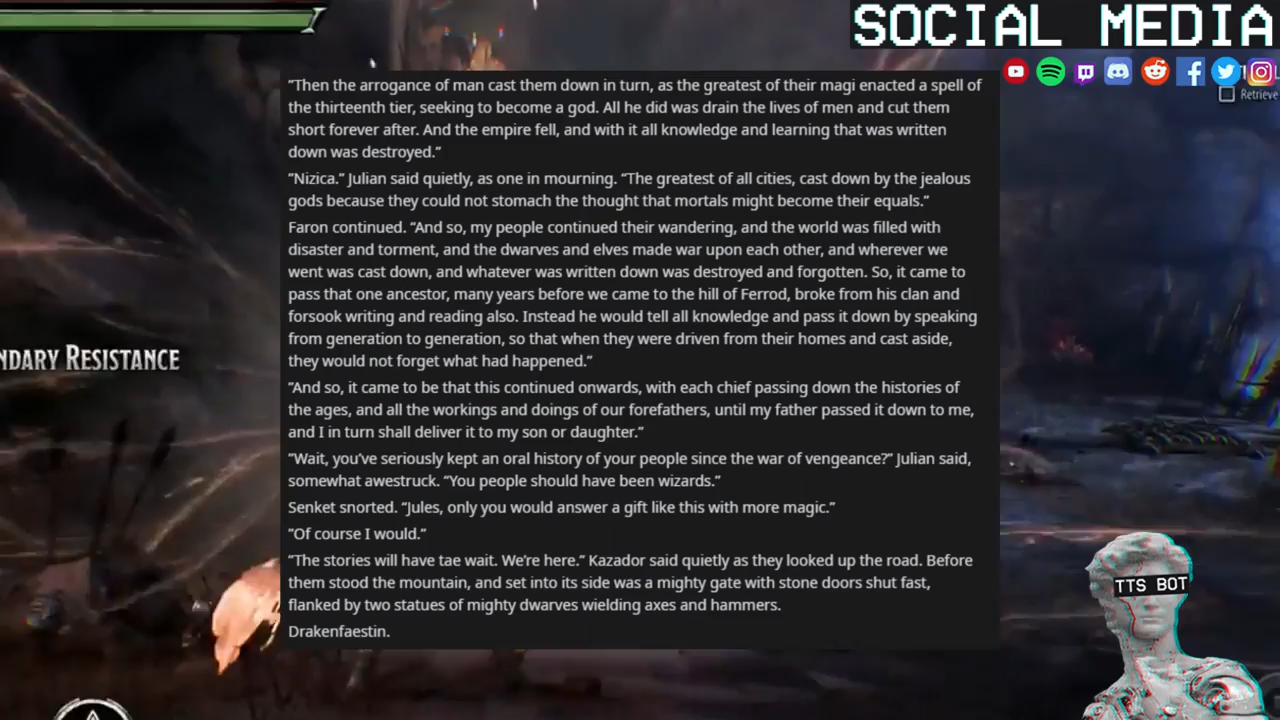 SOCIAL MEDIA
Retrieve
"Then the arrogance of man cast them down in turn, as the greatest of their magi enacted a spell of
the thirteenth tier, seeking to become a god. All he did was drain the lives of men and cut them
short forever after. And the empire fell, and with it all knowledge and learning that was written
down was destroyed."
"Nizica." Julian said quietly, as one in mourning. "The greatest of all cities, cast down by the jealous
gods because they could not stomach the thought that mortals might become their equals."
Faron continued. "And so, my people continued their wandering, and the world was filled with
disaster and torment, and the dwarves and elves made war upon each other, and wherever we
went was cast down, and whatever was written down was destroyed and forgotten. So, it came to
pass that one ancestor, many years before we came to the hill of Ferrod, broke from his clan and
forsook writing and reading also. Instead he would tell all knowledge and pass it down by speaking
from generation to generation, so that when they were driven from their homes and cast aside,
they would not forget what had happened."
"And so, it came to be that this continued onwards, with each chief passing down the histories of
the ages, and all the workings and doings of our forefathers, until my father passed it down to me,
and I in turn shall deliver it to my son or daughter."
"Wait, you've seriously kept an oral history of your people since the war of vengeance?" Julian said,
somewhat awestruck. "You people should have been wizards."
Senket snorted. "Jules, only you would answer a gift like this with more magic."
"Of course I would."
"The stories will have tae wait. We're here." Kazador said quietly as they looked up the road. Before
them stood the mountain, and set into its side was a mighty gate with stone doors shut fast,
flanked by two statues of mighty dwarves wielding axes and hammers.
Drakenfaestin.
NDARY RESISTANCE
TTS BOT